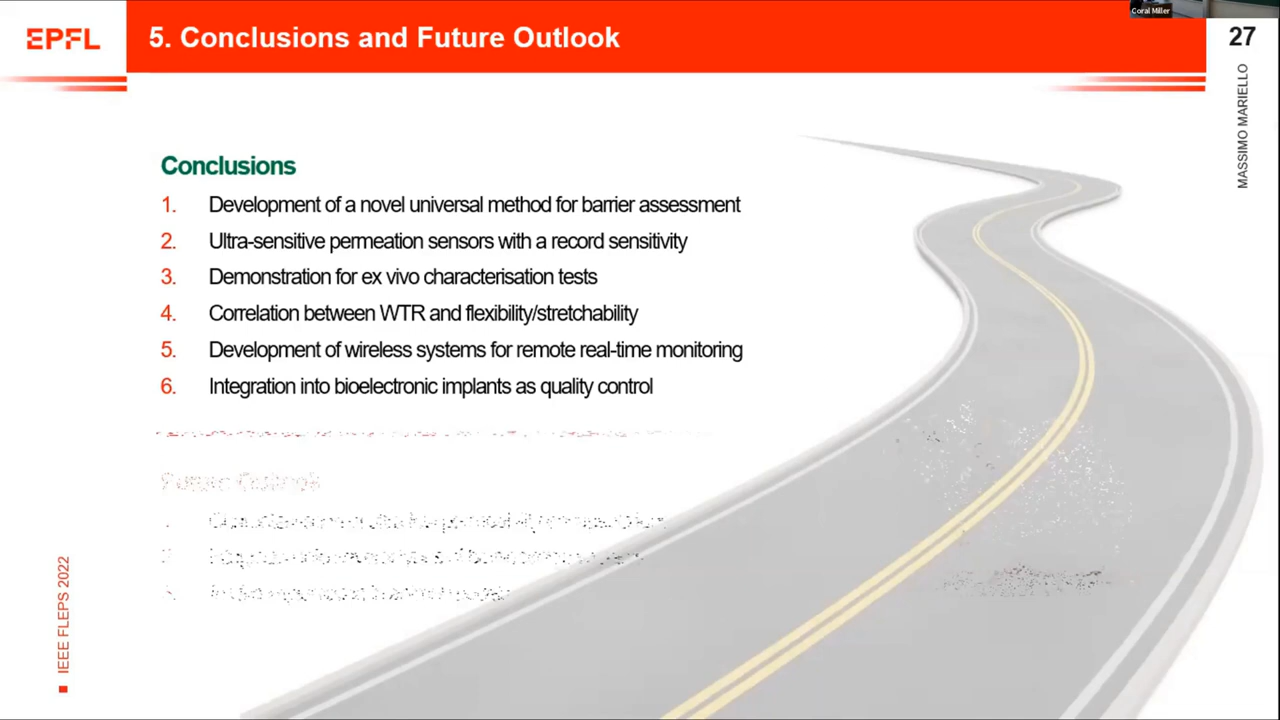 Coral Miller
EPFL
5. Conclusions and Future Outlook
27
MASSIMO MARIELLO
Conclusions
1. Development of a novel universal method for barrier assessment
2. Ultra-sensitive permeation sensors with a record sensitivity
3. Demonstration for ex vivo characterisation tests
4. Correlation between WTR and flexibility/stretchability
5. Development of wireless systems for remote real-time monitoring
6. Integration into bioelectronic implants as quality control
Future Outlook
IEEE FLEPS 2022